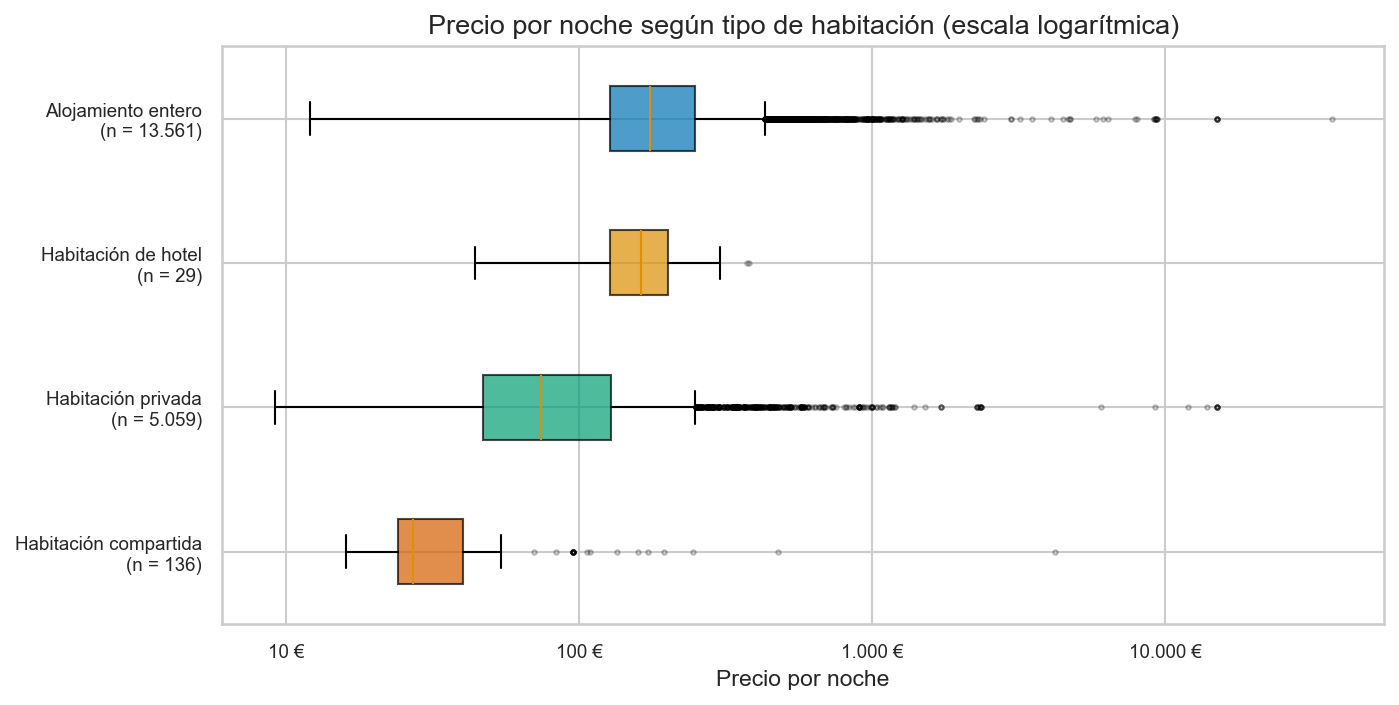 Precio por noche según tipo de habitación (escala logarítmica)
Alojamiento entero
(n = 13.561)
Habitación de hotel
(n = 29)
Habitación privada
(n = 5.059)
Habitación compartida
(n = 136)
10 €
100 €
1.000 €
10.000 €
Precio por noche